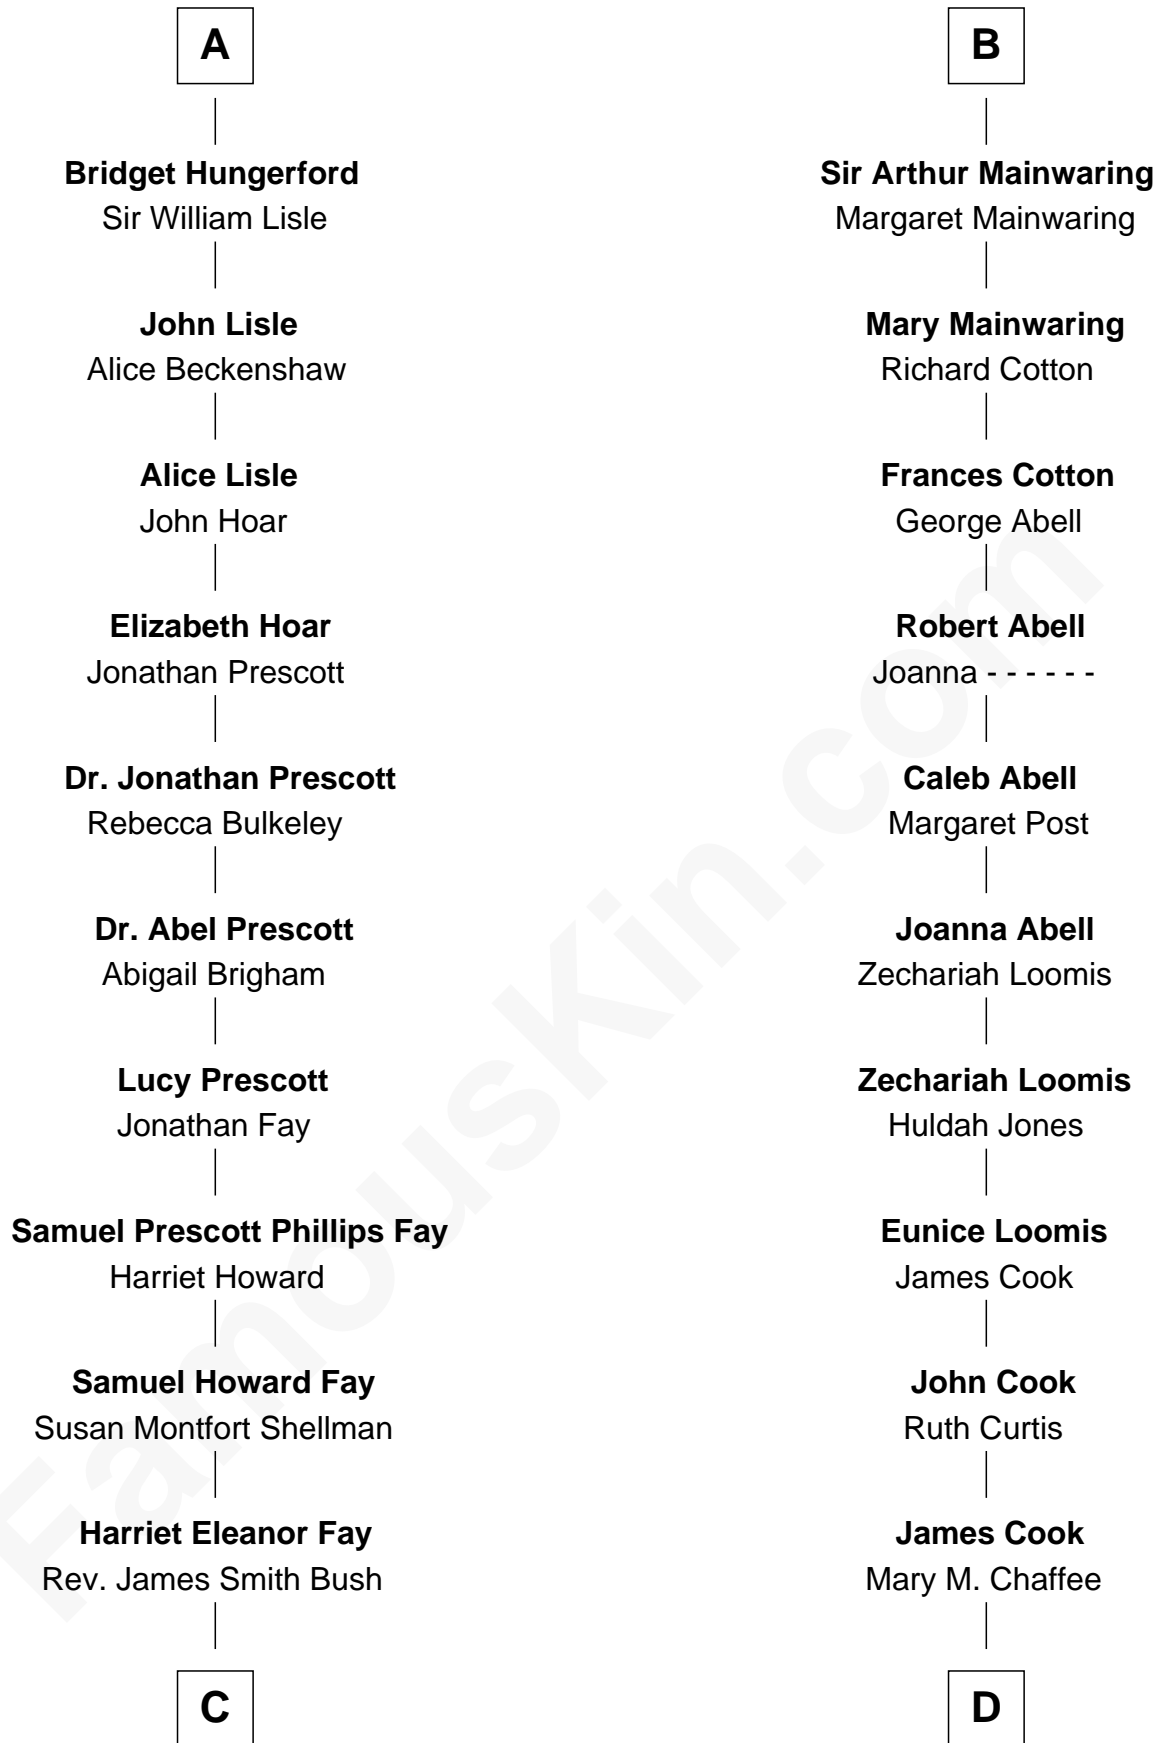 A
Bridget Hungerford
Sir William Lisle
John Lisle
Alice Beckenshaw
Alice Lisle
John Hoar
Elizabeth Hoar
Jonathan Prescott
Dr. Jonathan Prescott
Rebecca Bulkeley
Dr. Abel Prescott
Abigail Brigham
Lucy Prescott
Jonathan Fay
Samuel Prescott Phillips Fay
Harriet Howard
Samuel Howard Fay
Susan Montfort Shellman
Harriet Eleanor Fay
Rev. James Smith Bush
C
B
Sir Arthur Mainwaring
Margaret Mainwaring
Mary Mainwaring
Richard Cotton
Frances Cotton
George Abell
Robert Abell
Joanna - - - - - -
Caleb Abell
Margaret Post
Joanna Abell
Zechariah Loomis
Zechariah Loomis
Huldah Jones
Eunice Loomis
James Cook
John Cook
Ruth Curtis
James Cook
Mary M. Chaffee
D
FamousKin.com